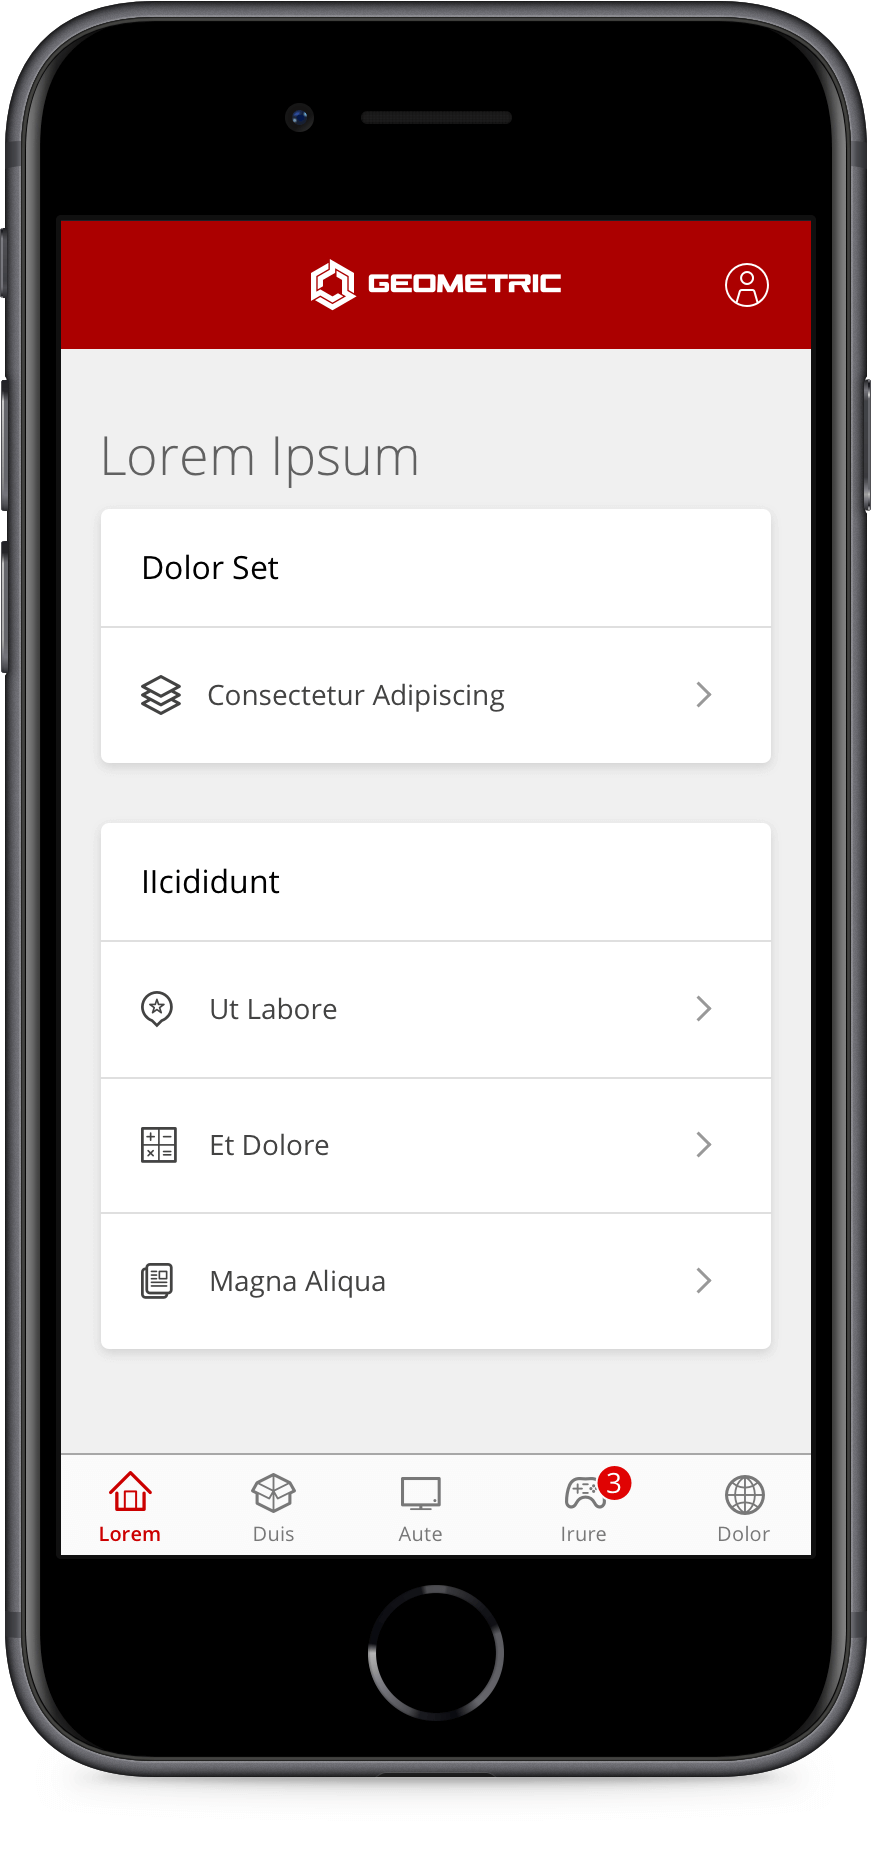 GEOMETRIC
Lorem Ipsum
Dolor Set
Consectetur Adipiscing
IIcididunt
Ut Labore
Et Dolore
Magna Aliqua
3
Lorem Duis Aute Irure Dolor